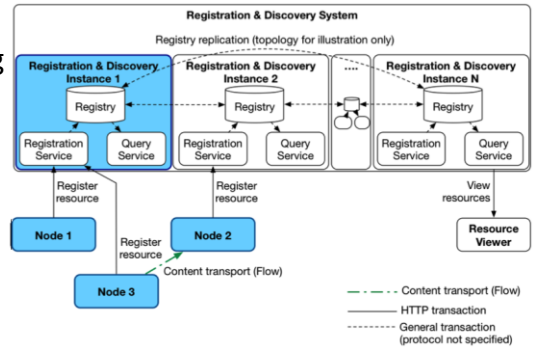 Registration & Discovery System
Registry replication (topology for illustration only)
g
Registration & Discovery
Instance 1
Registration & Discovery
Instance 2
....
Registration & Discovery
Instance N
Registry
Registry
Registry
Registration
Service
Query
Service
Registration
Service
Query
Service
Registration
Service
Query
Service
Register
resource
Register
resource
View
resources
Node 1
Register
resource
Node 2
Resource
Viewer
Content transport (Flow)
Node 3
Content transport (Flow)
HTTP transaction
General transaction
(protocol not specified)